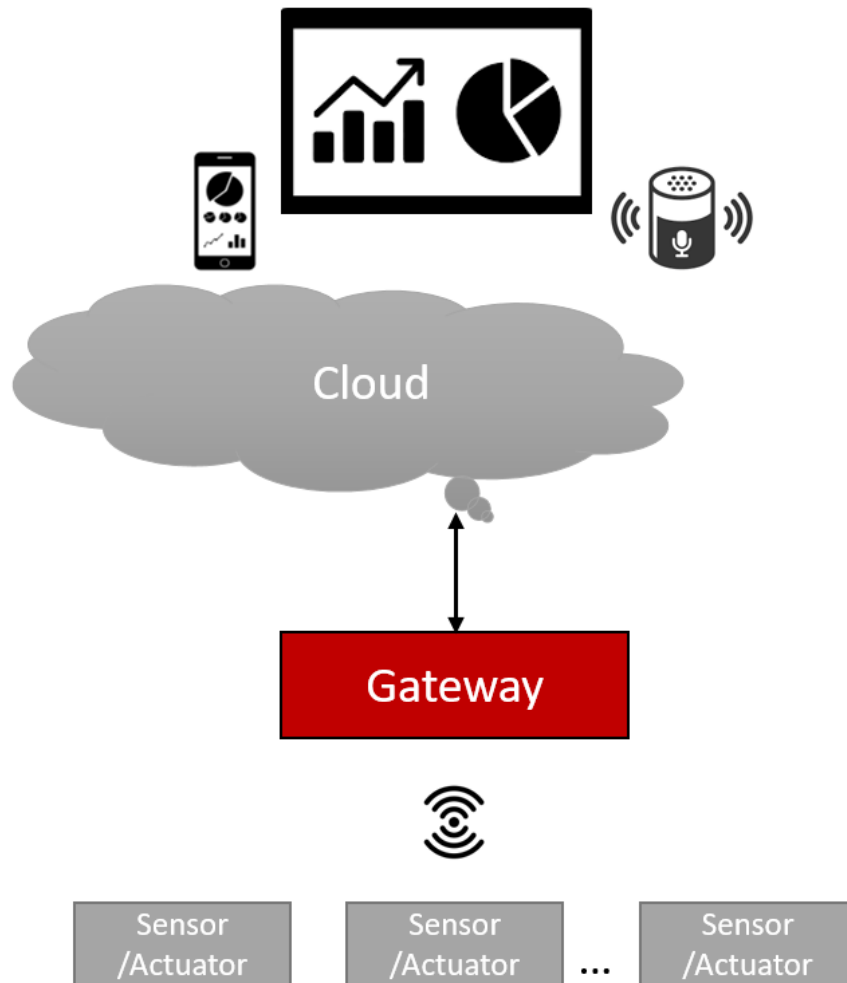 Cloud
Gateway
Sensor
/Actuator
Sensor
/Actuator
...
Sensor
/Actuator